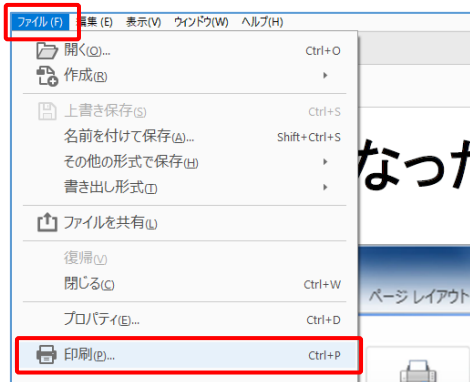 ファイル(F) 編集(E) 表示(V) ウィンドウ(W) ヘルプ(H)
開く(O)... Ctrl+O
作成(R)
上書き保存(S) Ctrl+S
名前を付けて保存(A)... Shift+Ctrl+S
その他の形式で保存(H)
書き出し形式(T)
ファイルを共有(L)
復帰(V)
閉じる(C) Ctrl+W
プロパティ(E)... Ctrl+D
印刷(P)... Ctrl+P
なった
ページ レイアウト